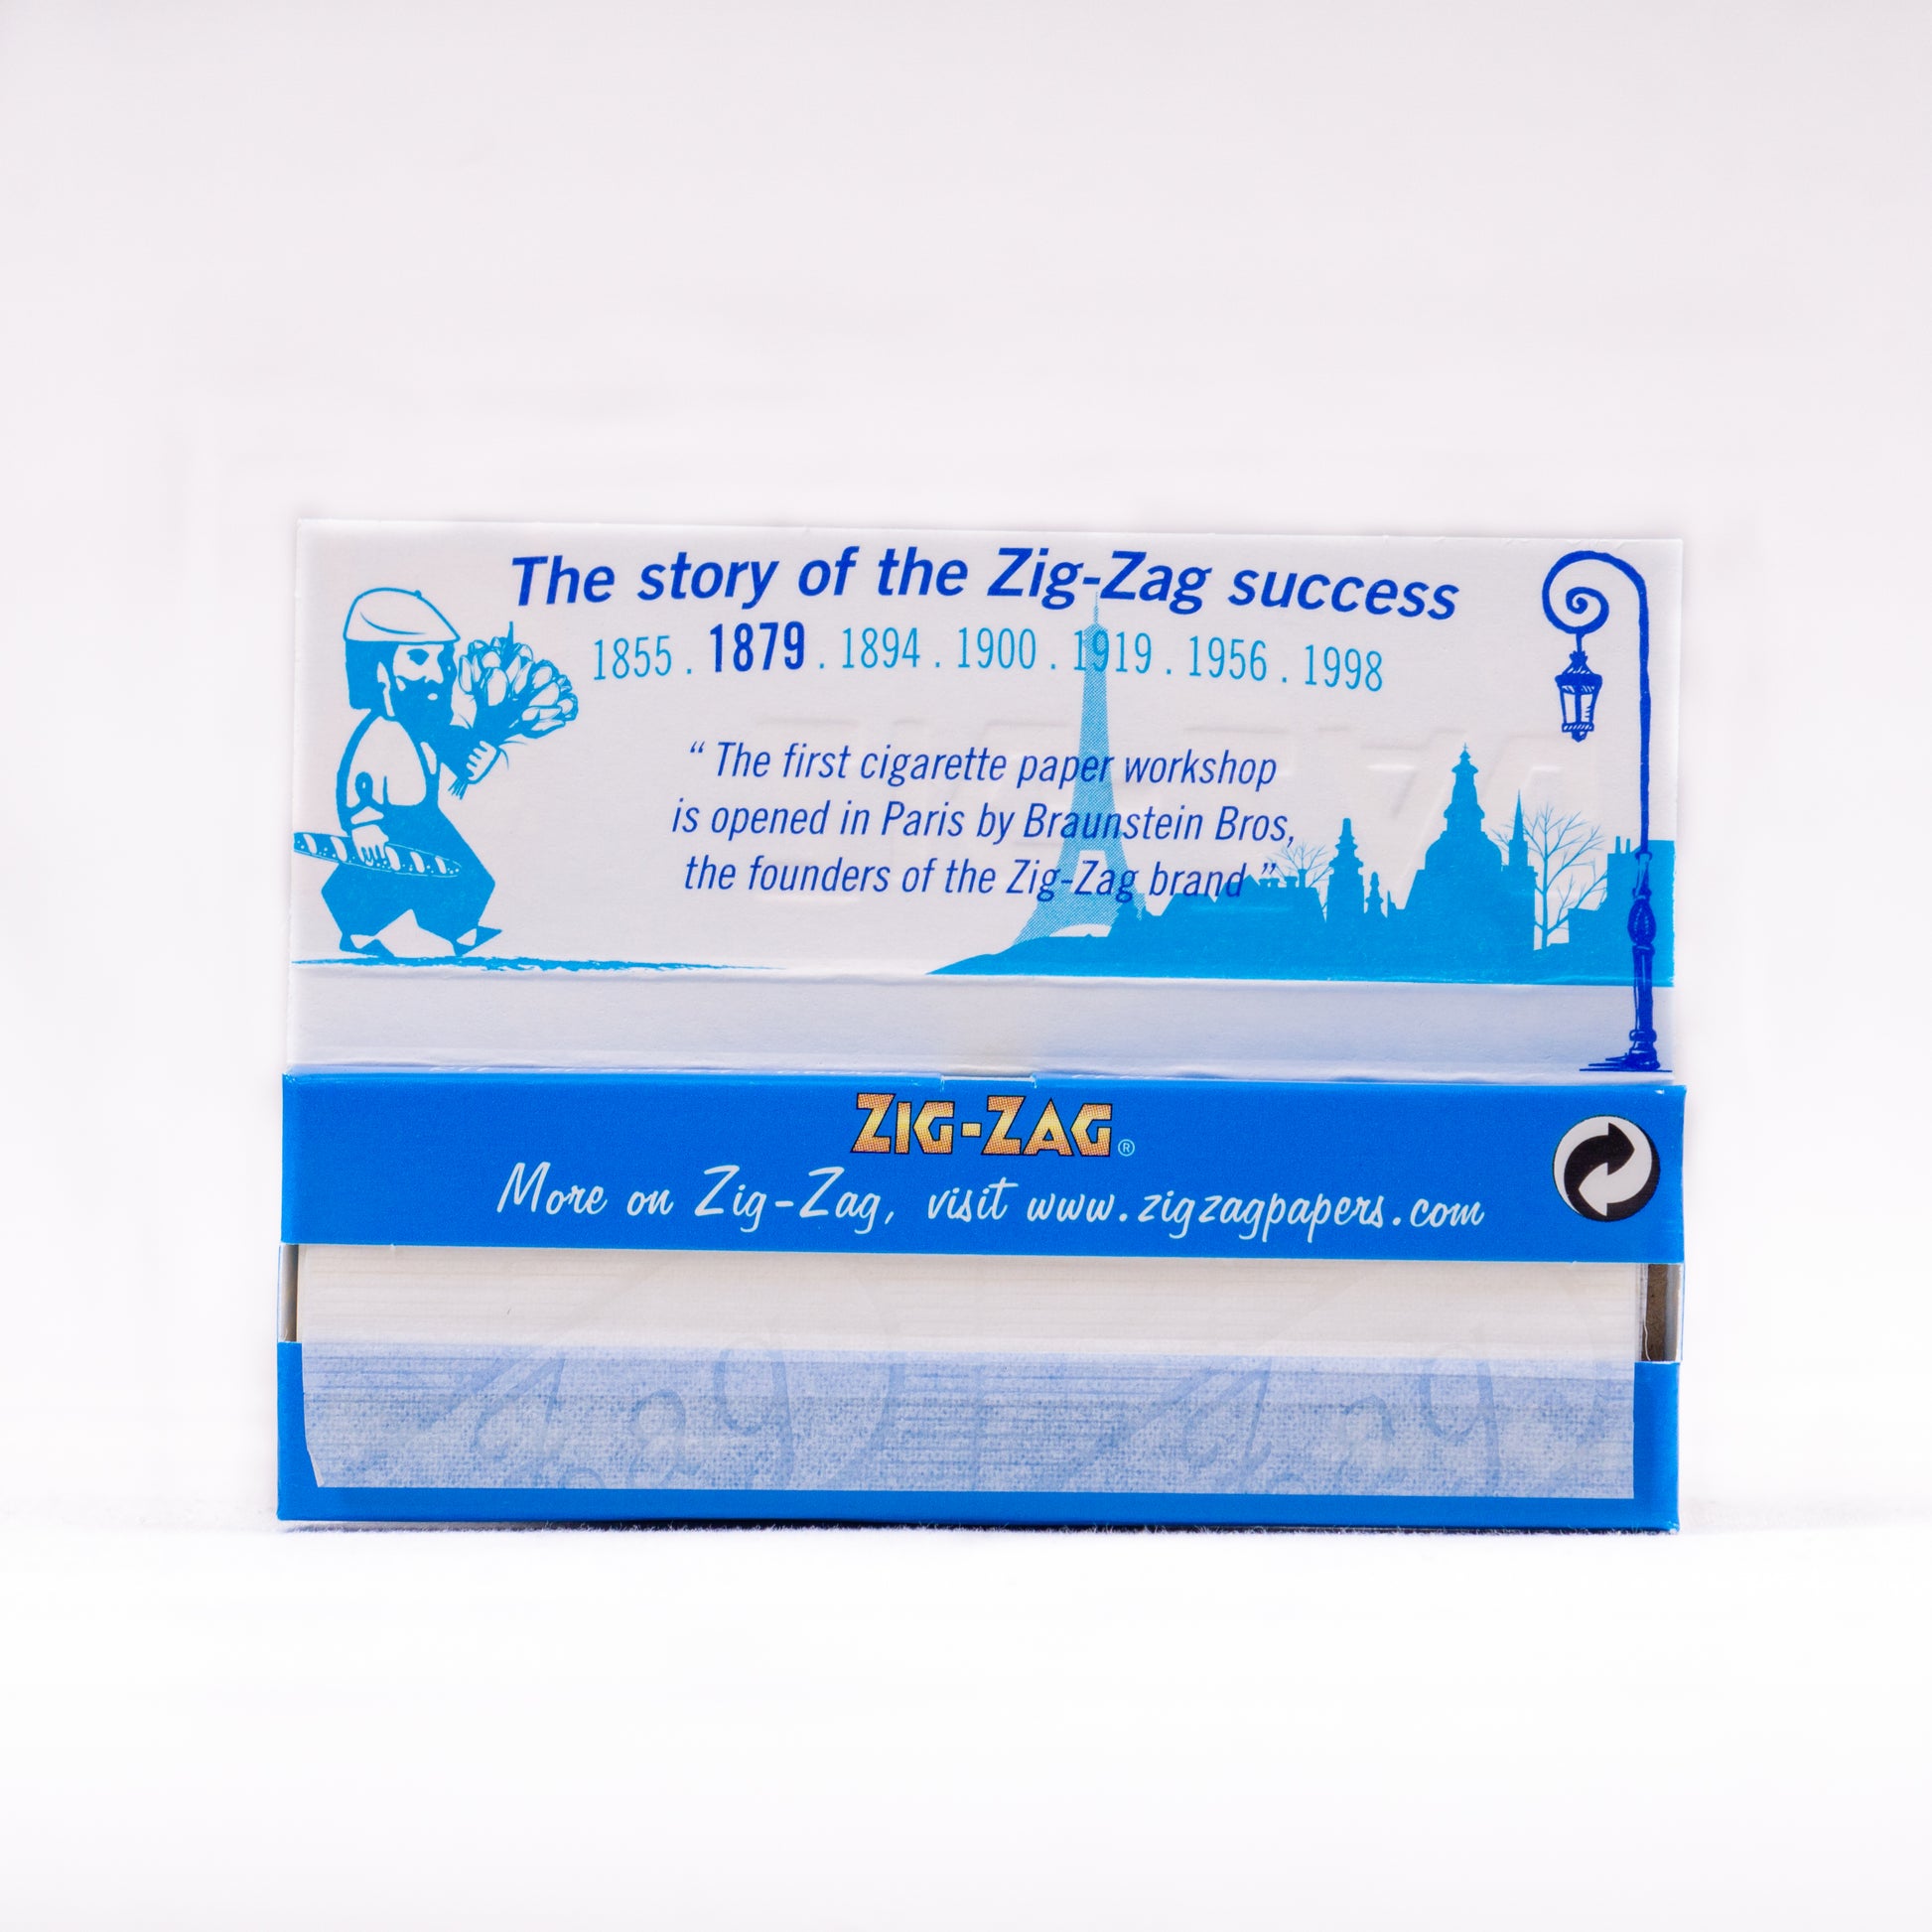 The story of the Zig-Zag success
1855 . 1879 . 1894 . 1900 . 1919 . 1956 . 1998
“ The first cigarette paper workshop
is opened in Paris by Braunstein Bros,
the founders of the Zig-Zag brand ”
ZIG-ZAG®
More on Zig-Zag, visit www.zigzagpapers.com